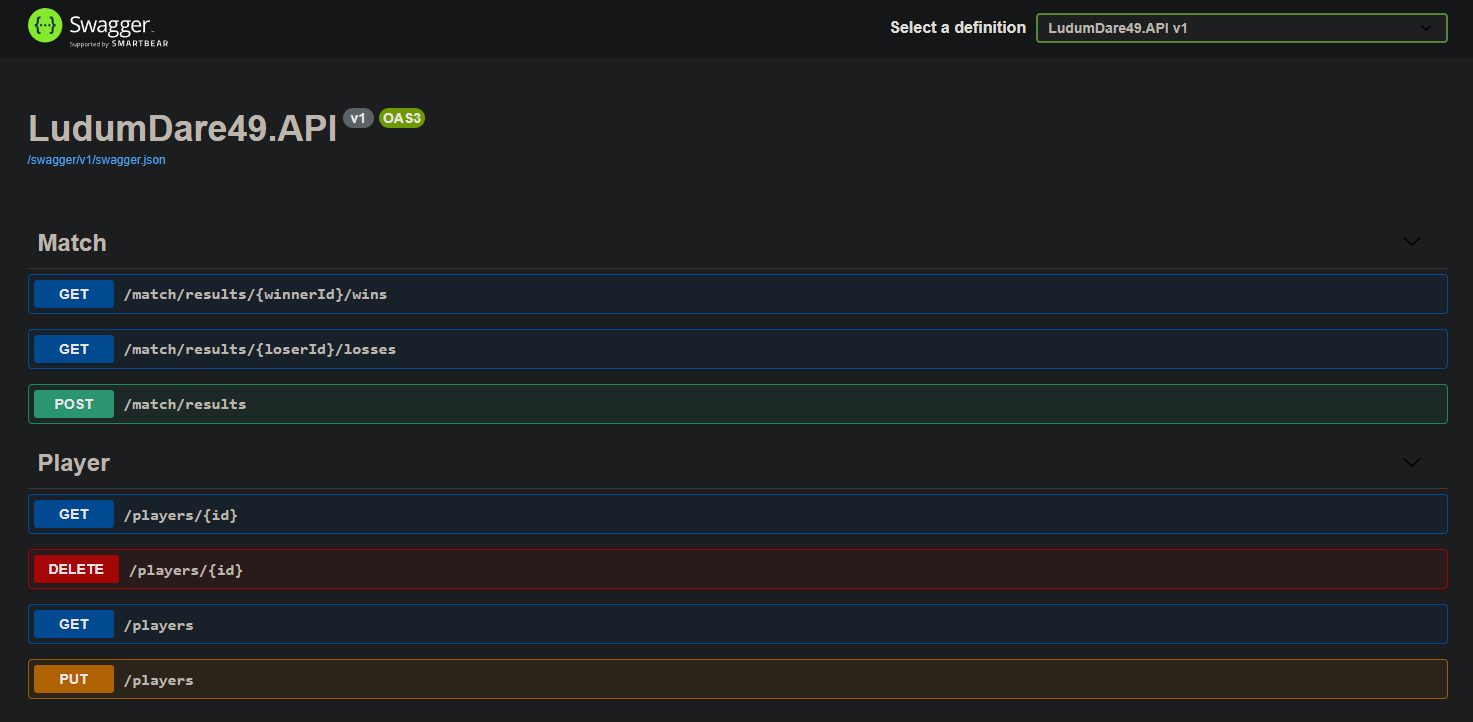 Swagger
Supported by SMARTBEAR
Select a definition
LudumDare49.API v1
LudumDare49.API v1 OAS3
/swagger/v1/swagger.json
Match
GET /match/results/{winnerId}/wins
GET /match/results/{loserId}/losses
POST /match/results
Player
GET /players/{id}
DELETE /players/{id}
GET /players
PUT /players